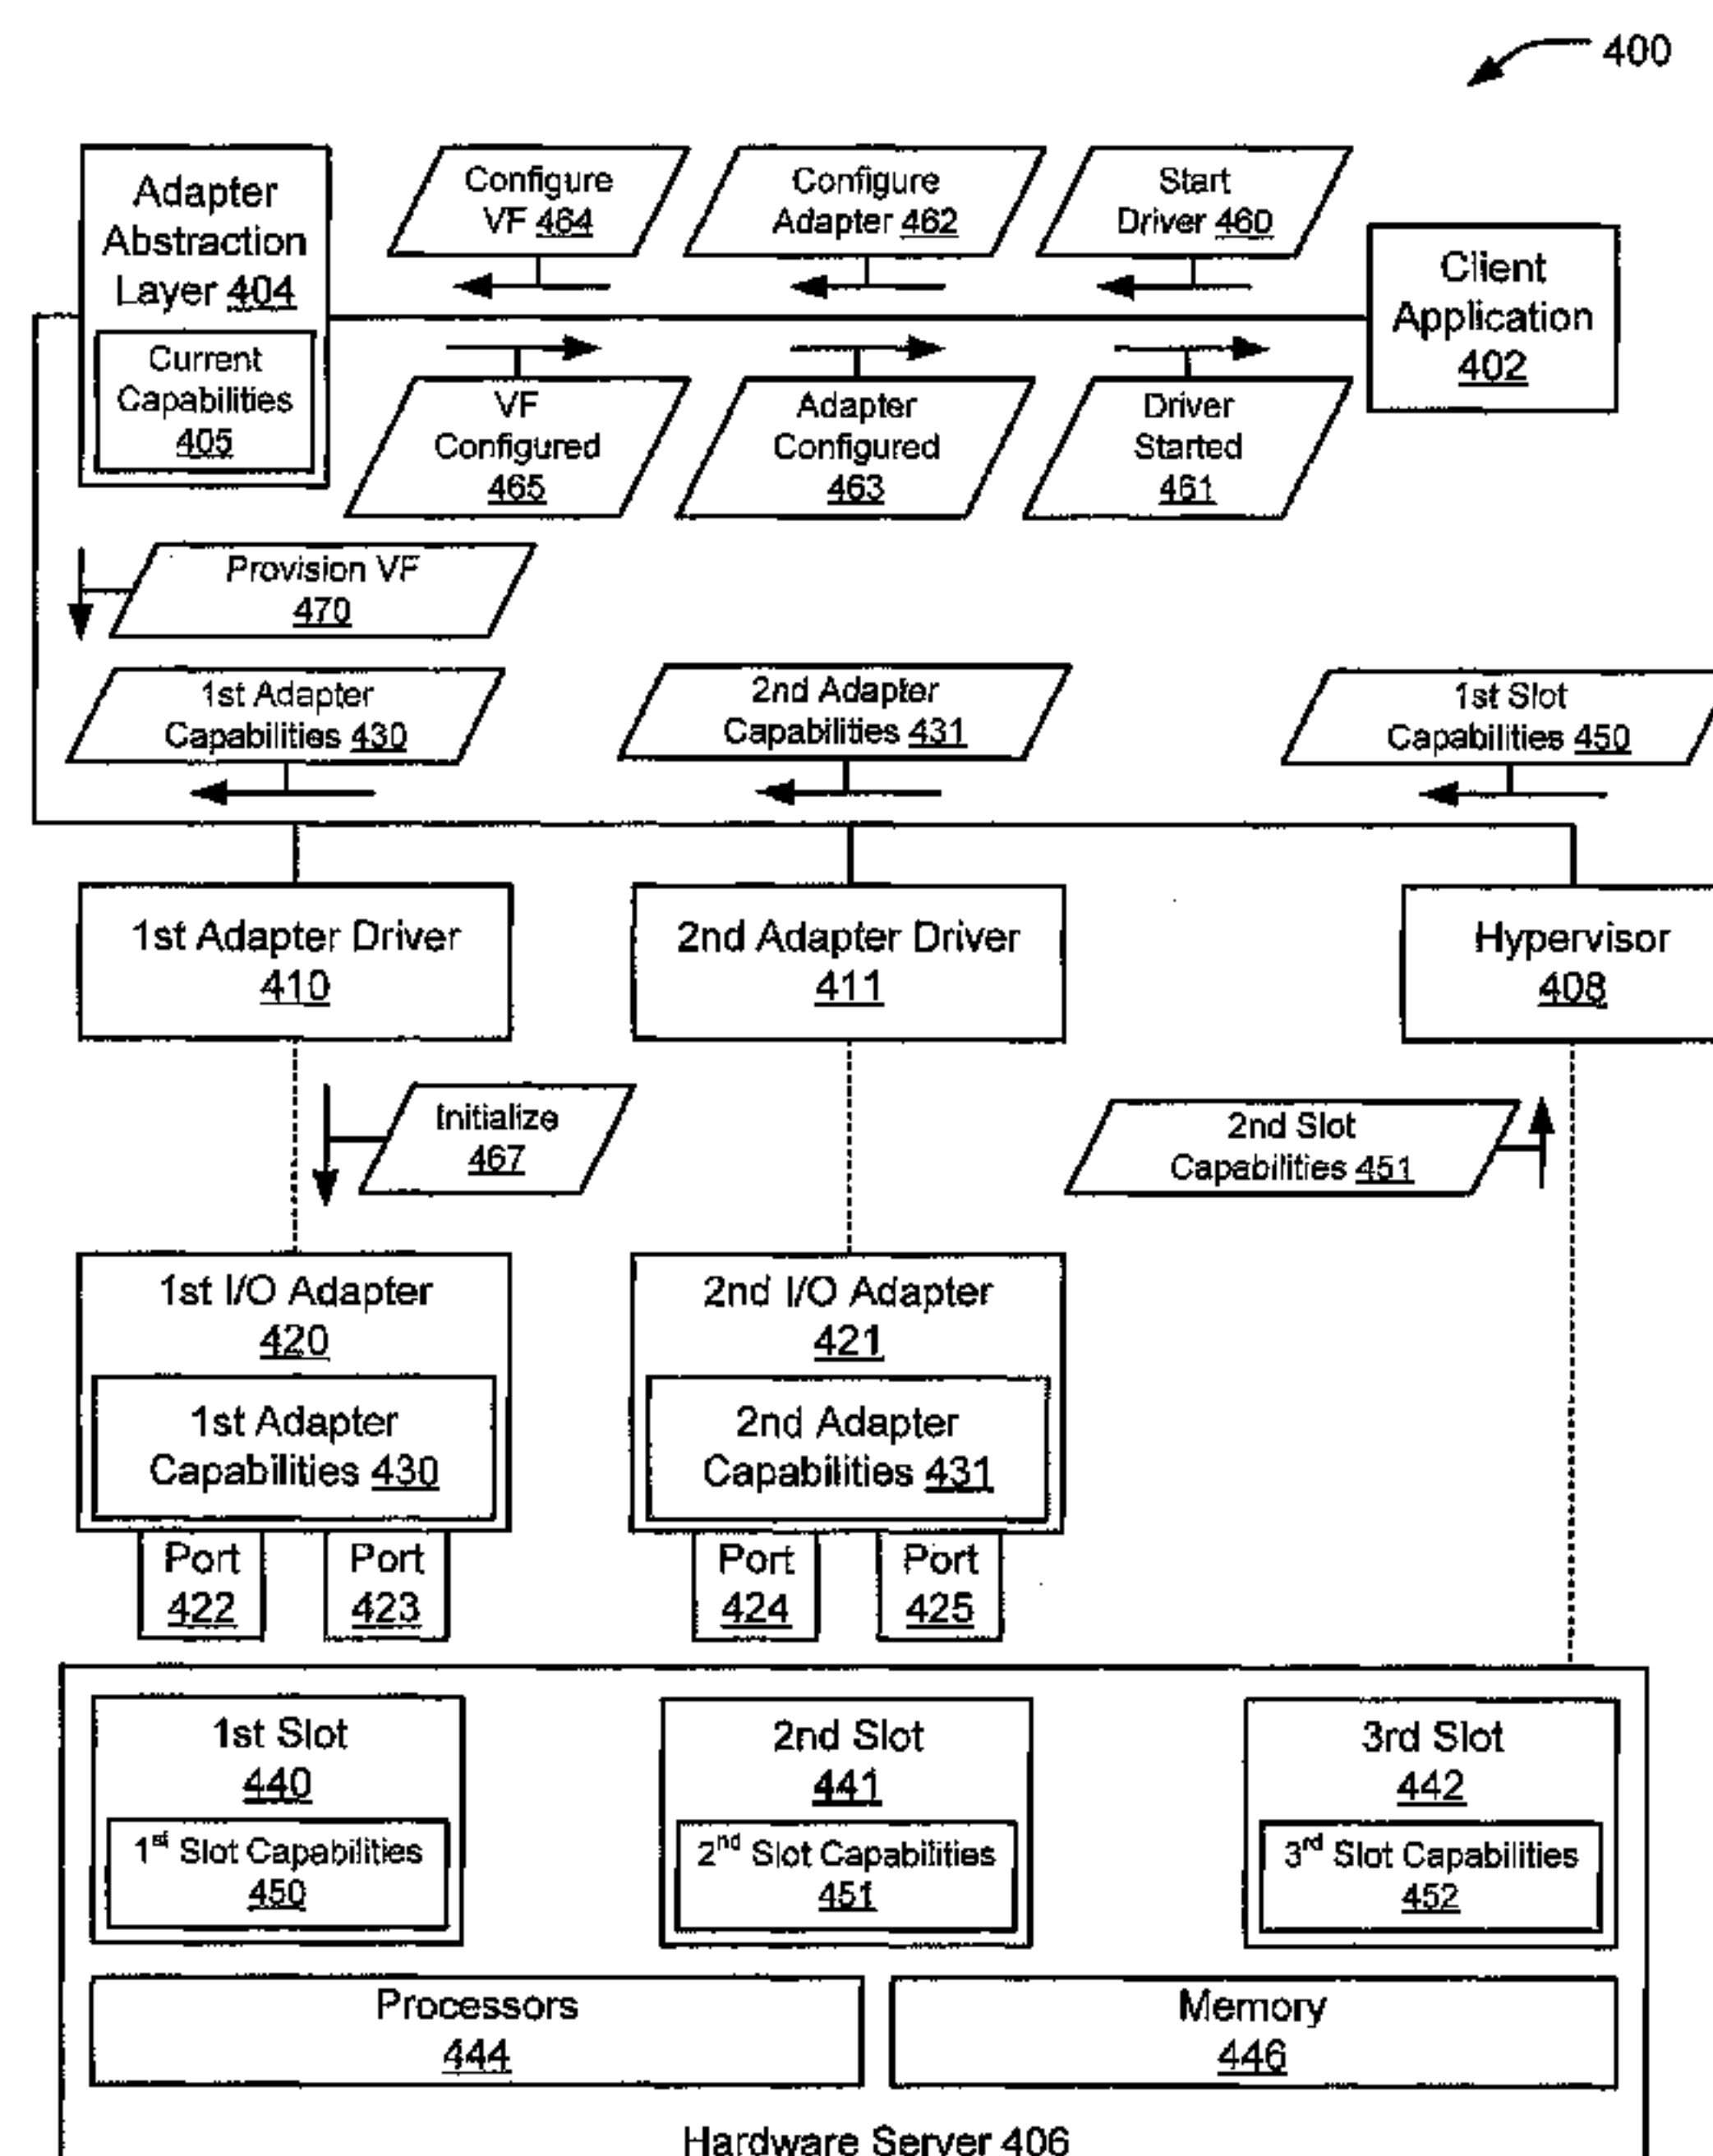 400
Adapter
Abstraction
Layer 404
Current
Capabilities
405
Configure
VF 464
Configure
Adapter 462
Start
Driver 460
Client
Application
402
VF
Configured
465
Adapter
Configured
463
Driver
Started
461
Provision VF
470
1st Adapter
Capabilities 430
2nd Adapter
Capabilities 431
1st Slot
Capabilities 450
1st Adapter Driver
410
2nd Adapter Driver
411
Hypervisor
408
Initialize
467
2nd Slot
Capabilities 451
1st I/O Adapter
420
1st Adapter
Capabilities 430
2nd I/O Adapter
421
2nd Adapter
Capabilities 431
Port
422
Port
423
Port
424
Port
425
1st Slot
440
1st Slot Capabilities
450
2nd Slot
441
2nd Slot Capabilities
451
3rd Slot
442
3rd Slot Capabilities
452
Processors
444
Memory
446
Hardware Server 406